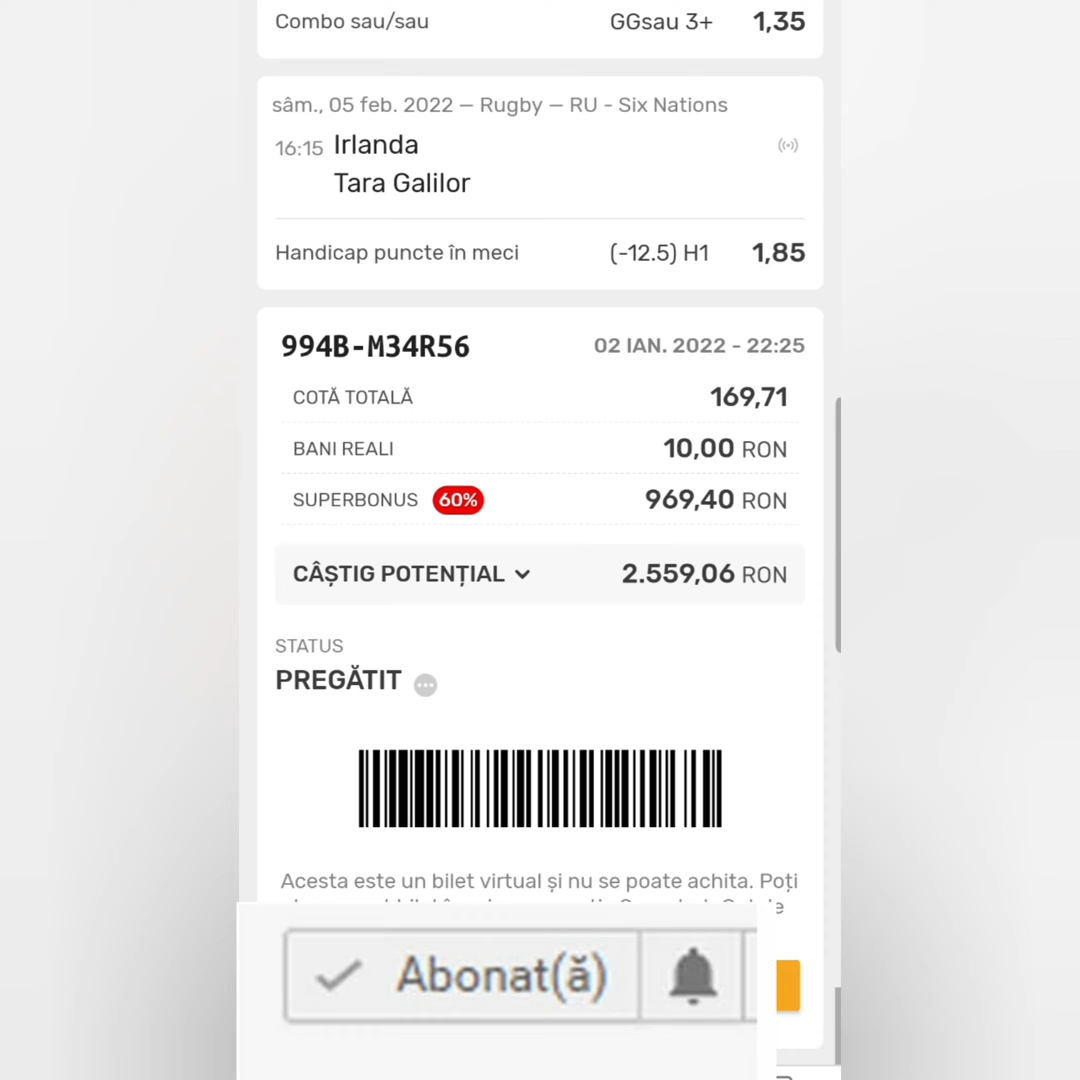 Combo sau/sau GGsau 3+ 1,35
sâm., 05 feb. 2022 — Rugby — RU - Six Nations
16:15 Irlanda
Tara Galilor
Handicap puncte în meci (-12.5) H1 1,85
994B-M34R56 02 IAN. 2022 - 22:25
COTĂ TOTALĂ 169,71
BANI REALI 10,00 RON
SUPERBONUS 60% 969,40 RON
CÂȘTIG POTENȚIAL 2.559,06 RON
STATUS
PREGĂTIT
Acesta este un bilet virtual și nu se poate achita. Poți
Abonat(ă)